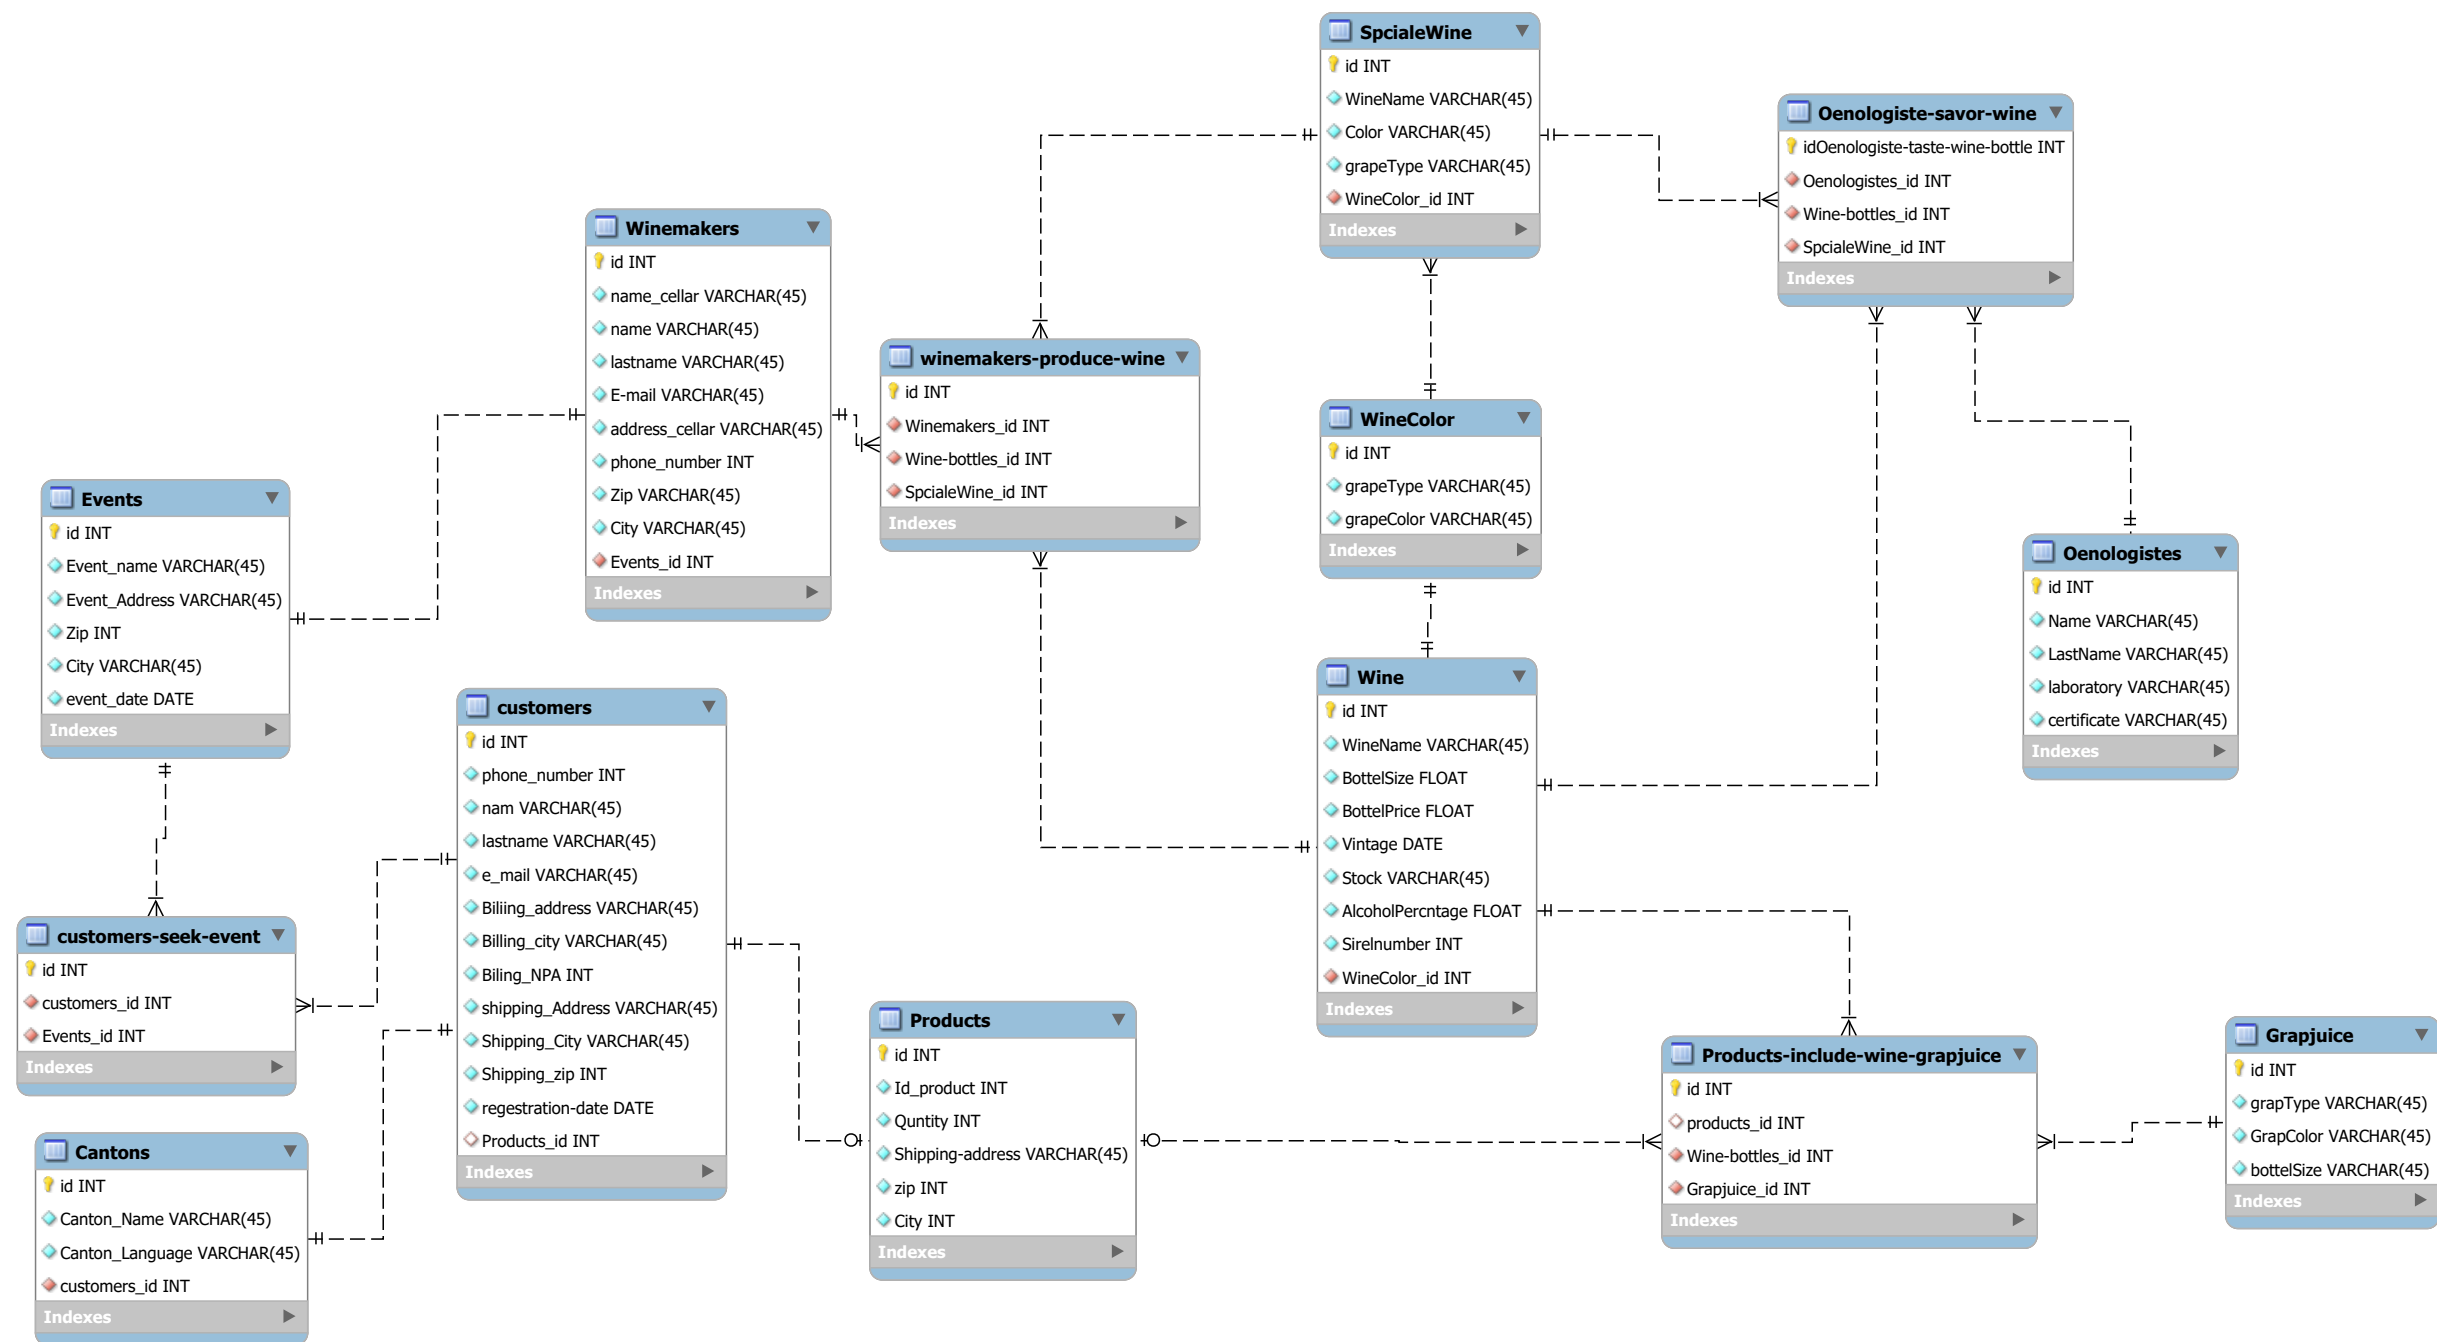 SpcialeWine
id INT
WineName VARCHAR(45)
Color VARCHAR(45)
grapeType VARCHAR(45)
WineColor_id INT
Indexes
Oenologiste-savor-wine
idOenologiste-taste-wine-bottle INT
Oenologistes_id INT
Wine-bottles_id INT
SpcialeWine_id INT
Indexes
Winemakers
id INT
name_cellar VARCHAR(45)
name VARCHAR(45)
lastname VARCHAR(45)
E-mail VARCHAR(45)
address_cellar VARCHAR(45)
phone_number INT
Zip VARCHAR(45)
City VARCHAR(45)
Events_id INT
Indexes
winemakers-produce-wine
id INT
Winemakers_id INT
Wine-bottles_id INT
SpcialeWine_id INT
Indexes
WineColor
id INT
grapeType VARCHAR(45)
grapeColor VARCHAR(45)
Indexes
Events
id INT
Event_name VARCHAR(45)
Event_Address VARCHAR(45)
Zip INT
City VARCHAR(45)
event_date DATE
Indexes
Oenologistes
id INT
Name VARCHAR(45)
LastName VARCHAR(45)
laboratory VARCHAR(45)
certificate VARCHAR(45)
Indexes
customers
id INT
phone_number INT
nam VARCHAR(45)
lastname VARCHAR(45)
e_mail VARCHAR(45)
Biliing_address VARCHAR(45)
Billing_city VARCHAR(45)
Biling_NPA INT
shipping_Address VARCHAR(45)
Shipping_City VARCHAR(45)
Shipping_zip INT
regestration-date DATE
Products_id INT
Indexes
Wine
id INT
WineName VARCHAR(45)
BottelSize FLOAT
BottelPrice FLOAT
Vintage DATE
Stock VARCHAR(45)
AlcoholPercntage FLOAT
Sirelnumber INT
WineColor_id INT
Indexes
customers-seek-event
id INT
customers_id INT
Events_id INT
Indexes
Products
id INT
Id_product INT
Quntity INT
Shipping-address VARCHAR(45)
zip INT
City INT
Indexes
Products-include-wine-grapjuice
id INT
products_id INT
Wine-bottles_id INT
Grapjuice_id INT
Indexes
Grapjuice
id INT
grapType VARCHAR(45)
GrapColor VARCHAR(45)
bottelSize VARCHAR(45)
Indexes
Cantons
id INT
Canton_Name VARCHAR(45)
Canton_Language VARCHAR(45)
customers_id INT
Indexes